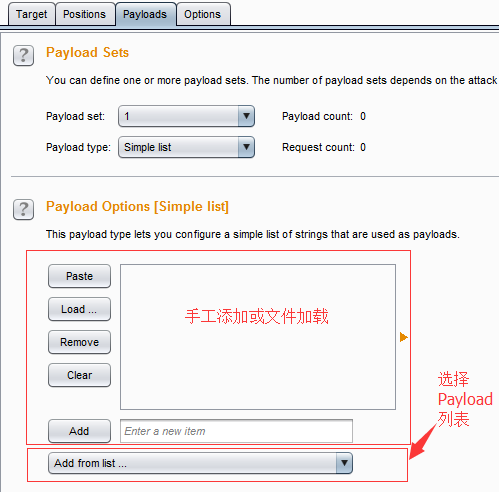 Target Positions Payloads Options
? Payload Sets
You can define one or more payload sets. The number of payload sets depends on the attack
Payload set: 1 Payload count: 0
Payload type: Simple list Request count: 0
? Payload Options [Simple list]
This payload type lets you configure a simple list of strings that are used as payloads.
Paste
Load ...
Remove
Clear
手工添加或文件加载
Add Enter a new item
Add from list ...
选择
Payload
列表